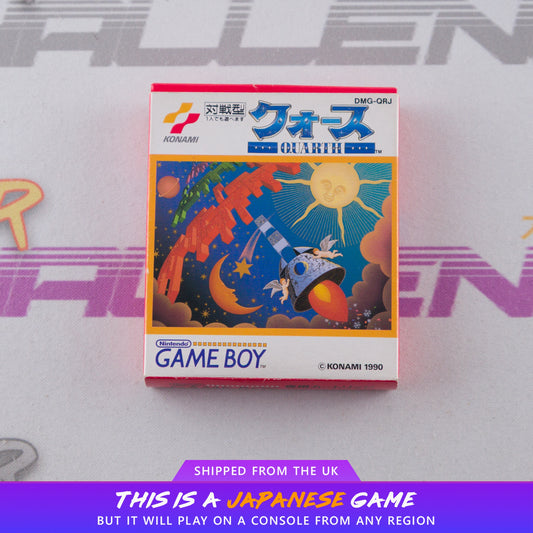 CHALLENGE
DMG-QRJ
KONAMI
対戦型
1人でも遊べます
クォース
QUARTH
TM
Nintendo
GAME BOY
TM
© KONAMI 1990
SHIPPED FROM THE UK
THIS IS A JAPANESE GAME
BUT IT WILL PLAY ON A CONSOLE FROM ANY REGION